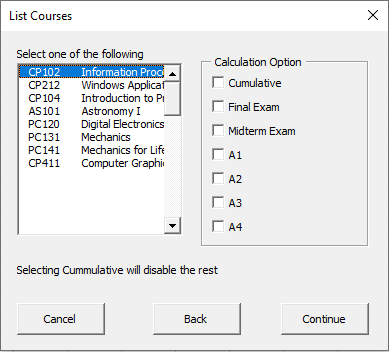 List Courses
Select one of the following
CP102 Information Proc
CP212 Windows Applicat
CP104 Introduction to Pr
AS101 Astronomy I
PC120 Digital Electronics
PC131 Mechanics
PC141 Mechanics for Life
CP411 Computer Graphic
Calculation Option
Cumulative
Final Exam
Midterm Exam
A1
A2
A3
A4
Selecting Cummulative will disable the rest
Cancel
Back
Continue